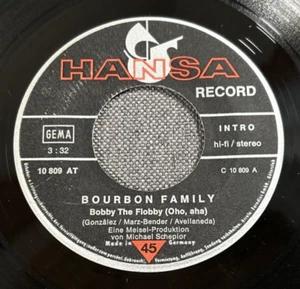 HANSA
RECORD
GEMA
3 : 32
INTRO
hi-fi / stereo
10 809 AT
C 10 809 A
BOURBON FAMILY
Bobby The Flobby (Oho, aha)
(González / Marz-Bender / Avellaneda)
Eine Meisel-Produktion
von Michael Schepior
Made in Germany
45